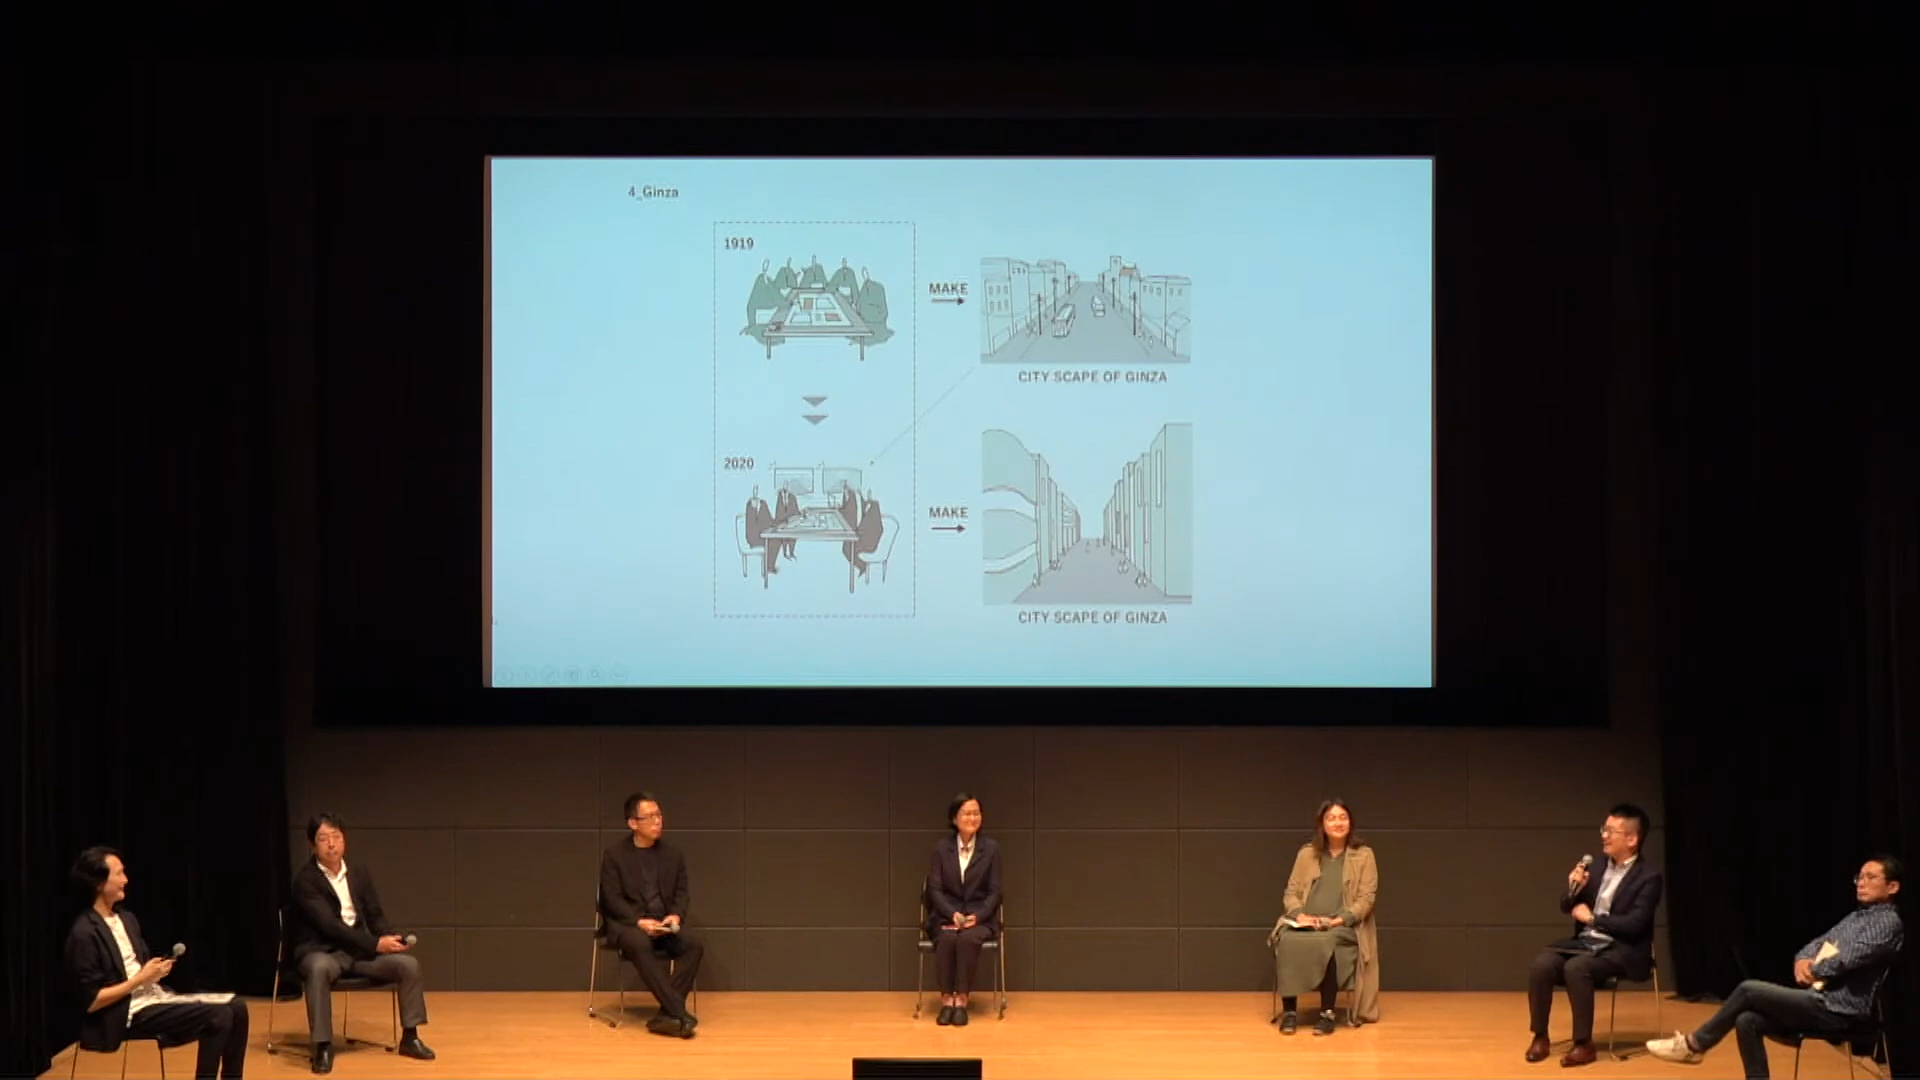 4_Ginza
1919
MAKE
CITY SCAPE OF GINZA
2020
MAKE
CITY SCAPE OF GINZA